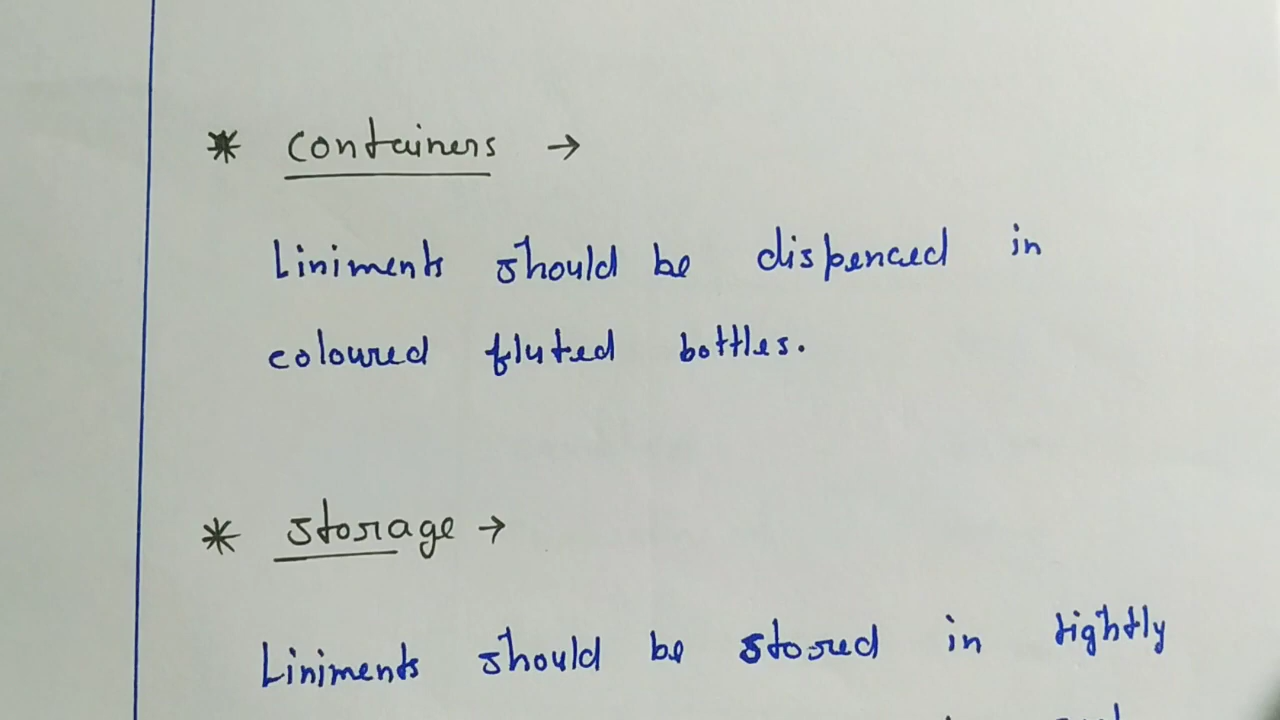 * Containers →
Liniments should be dispenced in
coloured fluted bottles.
* Storage →
Liniments should be stored in tightly